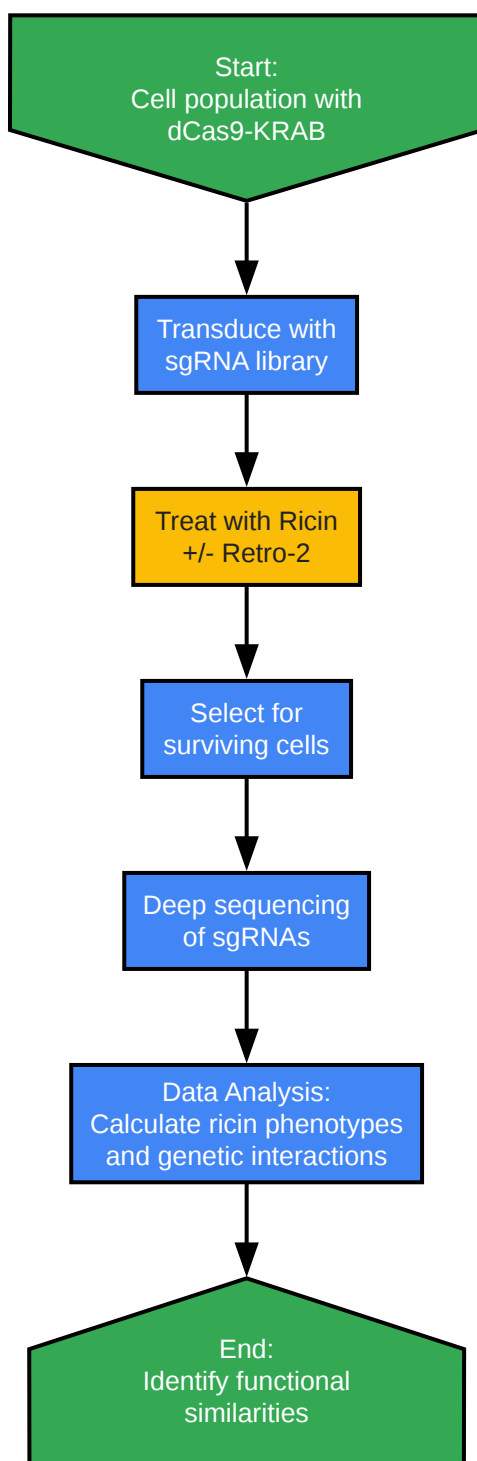 Start:
Cell population with
dCas9-KRAB
Transduce with
sgRNA library
Treat with Ricin
+/- Retro-2
Select for
surviving cells
Deep sequencing
of sgRNAs
Data Analysis:
Calculate ricin phenotypes
and genetic interactions
End:
Identify functional
similarities